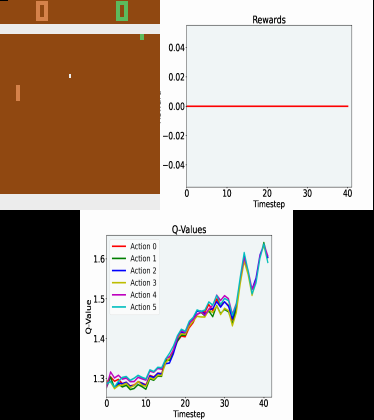 0 0
Rewards
0.04
0.02
0.00
−0.02
−0.04
0 10 20 30 40
Timestep
Q-Values
Q-Value
1.6
1.5
1.4
1.3
Action 0
Action 1
Action 2
Action 3
Action 4
Action 5
0 10 20 30 40
Timestep